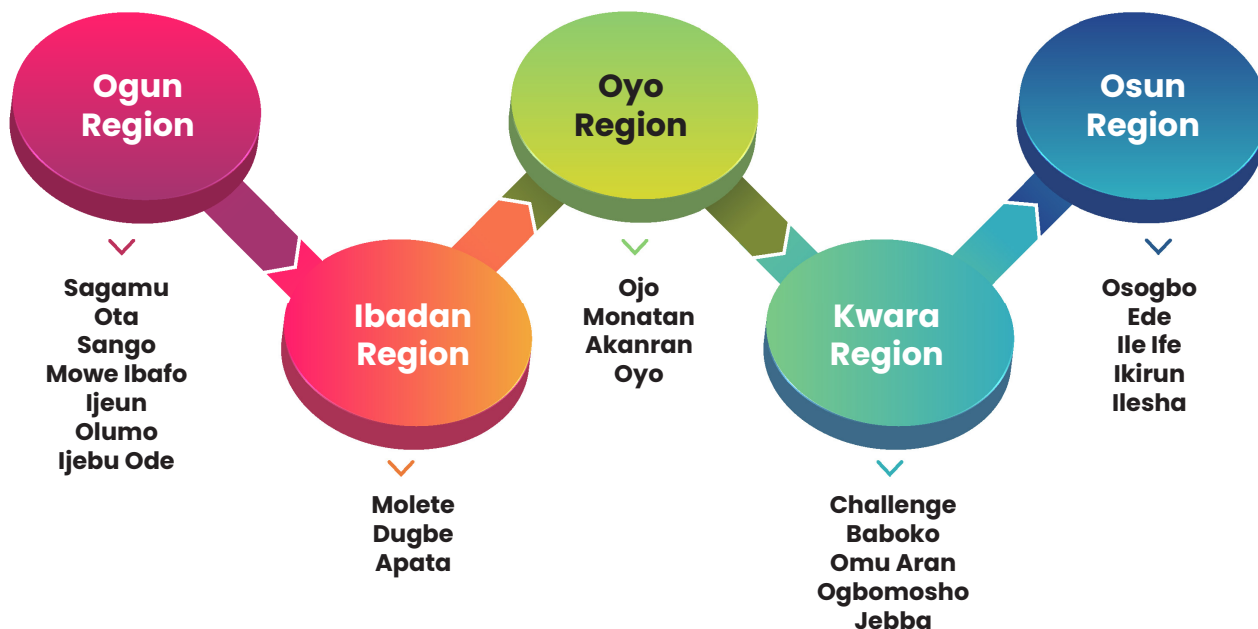 Ogun
Region
Sagamu
Ota
Sango
Mowe Ibafo
Ijeun
Olumo
Ijebu Ode
Ibadan
Region
Molete
Dugbe
Apata
Oyo
Region
Ojo
Monatan
Akanran
Oyo
Kwara
Region
Challenge
Baboko
Omu Aran
Ogbomosho
Jebba
Osun
Region
Osogbo
Ede
Ile Ife
Ikirun
Ilesha